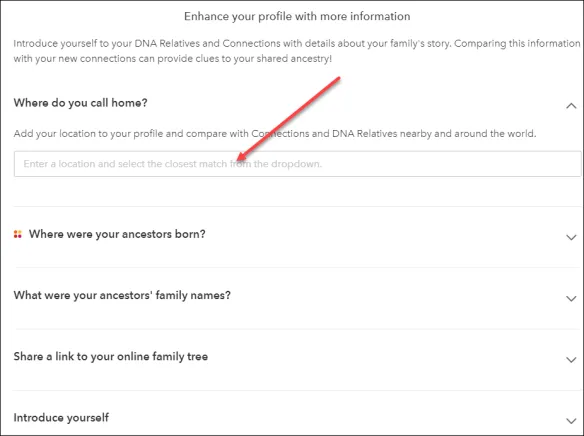 Enhance your profile with more information
Introduce yourself to your DNA Relatives and Connections with details about your family's story. Comparing this information
with your new connections can provide clues to your shared ancestry!
Where do you call home?
Add your location to your profile and compare with Connections and DNA Relatives nearby and around the world.
Enter a location and select the closest match from the dropdown.
Where were your ancestors born?
What were your ancestors' family names?
Share a link to your online family tree
Introduce yourself